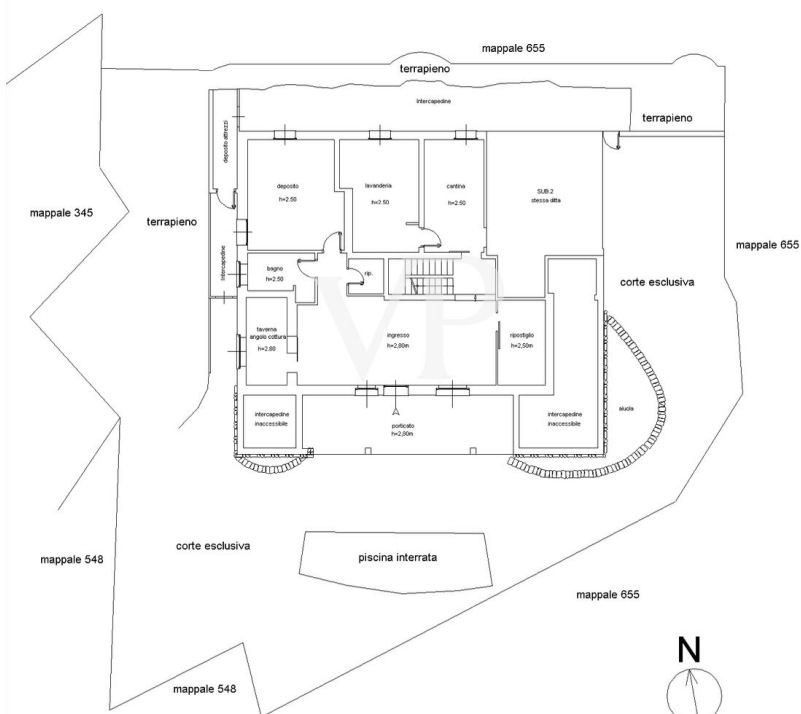 mappale 655
terrapieno
Intercapedine
terrapieno
deposito attrezzi
deposito
h=2.50
lavanderia
h=2.50
cantina
h=2.50
SUB.2
stessa ditta
mappale 345
terrapieno
mappale 655
Intercapedine
bagno
h=2.50
rip.
corte esclusiva
VP
taverna
angolo cottura
h=2.80
ingresso
h=2,80m
ripostiglio
h=2,50m
intercapedine
inaccessibile
porticato
h=2,80m
intercapedine
inaccessibile
aiuola
corte esclusiva
piscina interrata
mappale 548
mappale 655
N
mappale 548